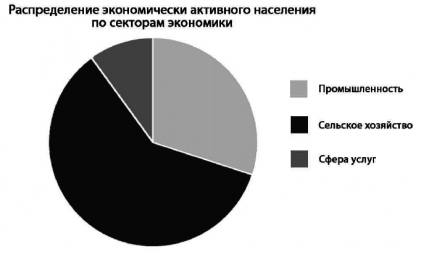 Распределение экономически активного населения
по секторам экономики
Промышленность
Сельское хозяйство
Сфера услуг